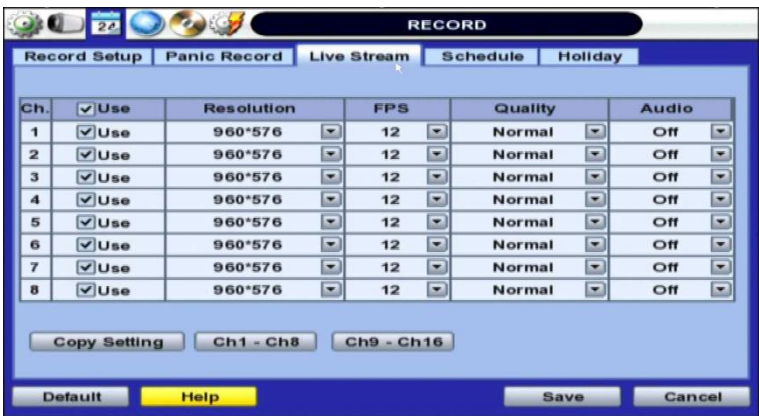 24
RECORD
Record Setup Panic Record Live Stream Schedule Holiday
Ch. Use Resolution FPS Quality Audio
1 Use 960*576 12 Normal Off
2 Use 960*576 12 Normal Off
3 Use 960*576 12 Normal Off
4 Use 960*576 12 Normal Off
5 Use 960*576 12 Normal Off
6 Use 960*576 12 Normal Off
7 Use 960*576 12 Normal Off
8 Use 960*576 12 Normal Off
Copy Setting Ch1 - Ch8 Ch9 - Ch16
Default Help Save Cancel